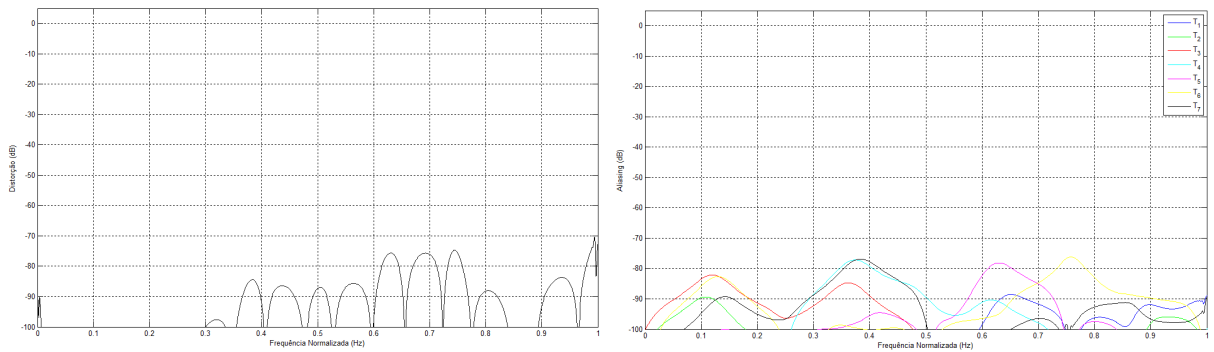 0
-10
-20
-30
-40
-50
-60
-70
-80
-90
-100
Distorção (dB)
0 0.1 0.2 0.3 0.4 0.5 0.6 0.7 0.8 0.9 1
Frequência Normalizada (Hz)
0
-10
-20
-30
-40
-50
-60
-70
-80
-90
-100
Aliasing (dB)
0 0.1 0.2 0.3 0.4 0.5 0.6 0.7 0.8 0.9 1
Frequência Normalizada (Hz)
T1
T2
T3
T4
T5
T6
T7